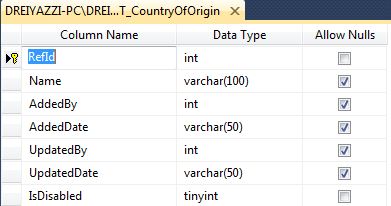 DREIYAZZI-PC\DREI...T_CountryOfOrigin
Column Name Data Type Allow Nulls
RefId int
Name varchar(100)
AddedBy int
AddedDate varchar(50)
UpdatedBy int
UpdatedDate varchar(50)
IsDisabled tinyint